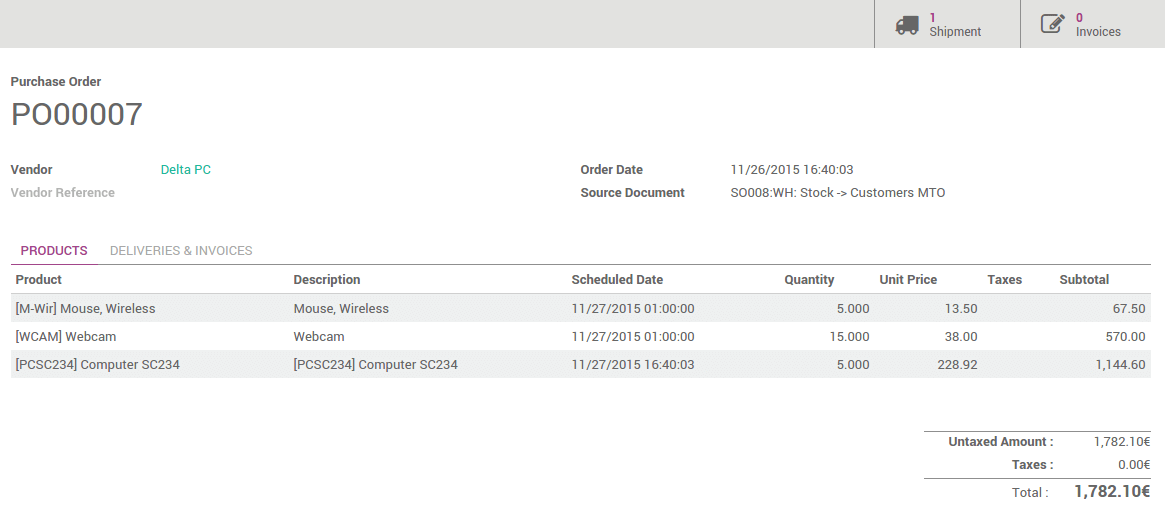 1
Shipment
0
Invoices
Purchase Order
PO00007
Vendor Delta PC Order Date 11/26/2015 16:40:03
Vendor Reference Source Document SO008:WH: Stock -> Customers MTO
PRODUCTS DELIVERIES & INVOICES
Product Description Scheduled Date Quantity Unit Price Taxes Subtotal
[M-Wir] Mouse, Wireless Mouse, Wireless 11/27/2015 01:00:00 5.000 13.50 67.50
[WCAM] Webcam Webcam 11/27/2015 01:00:00 15.000 38.00 570.00
[PCSC234] Computer SC234 [PCSC234] Computer SC234 11/27/2015 16:40:03 5.000 228.92 1,144.60
Untaxed Amount : 1,782.10€
Taxes : 0.00€
Total : 1,782.10€